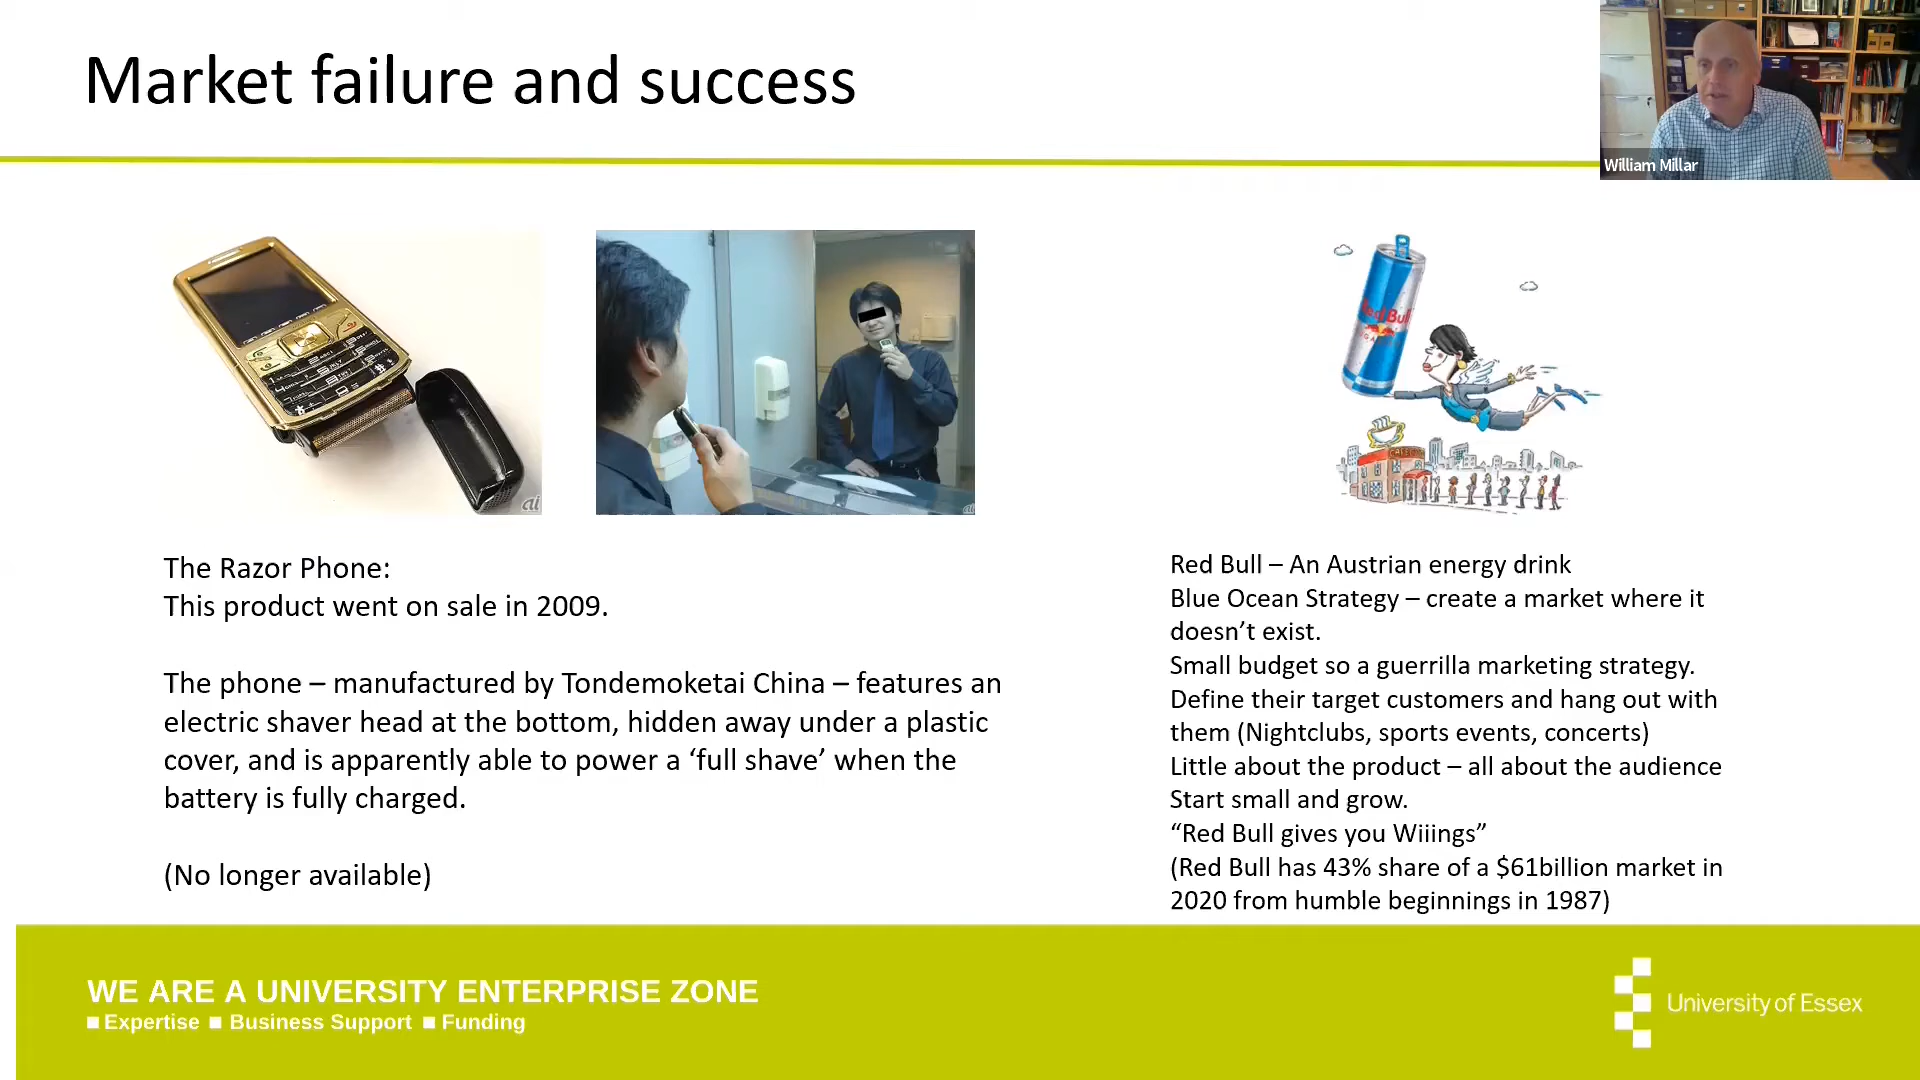 Market failure and success
William Millar
Red Bull
CAFE
ai
ai
The Razor Phone:
This product went on sale in 2009.
The phone – manufactured by Tondemoketai China – features an
electric shaver head at the bottom, hidden away under a plastic
cover, and is apparently able to power a ‘full shave’ when the
battery is fully charged.
(No longer available)
Red Bull – An Austrian energy drink
Blue Ocean Strategy – create a market where it
doesn’t exist.
Small budget so a guerrilla marketing strategy.
Define their target customers and hang out with
them (Nightclubs, sports events, concerts)
Little about the product – all about the audience
Start small and grow.
“Red Bull gives you Wiiings”
(Red Bull has 43% share of a $61billion market in
2020 from humble beginnings in 1987)
WE ARE A UNIVERSITY ENTERPRISE ZONE
■ Expertise ■ Business Support ■ Funding
University of Essex